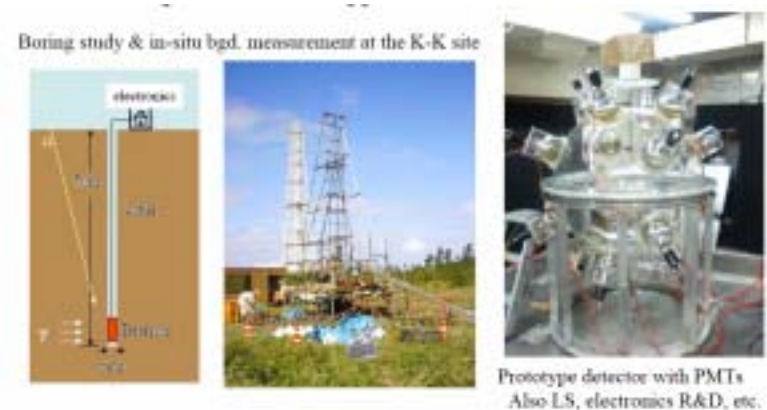 Boring study & in-situ bgd. measurement at the K-K site
electronics
μ
γ
Prototype detector with PMTs
Also LS, electronics R&D, etc.